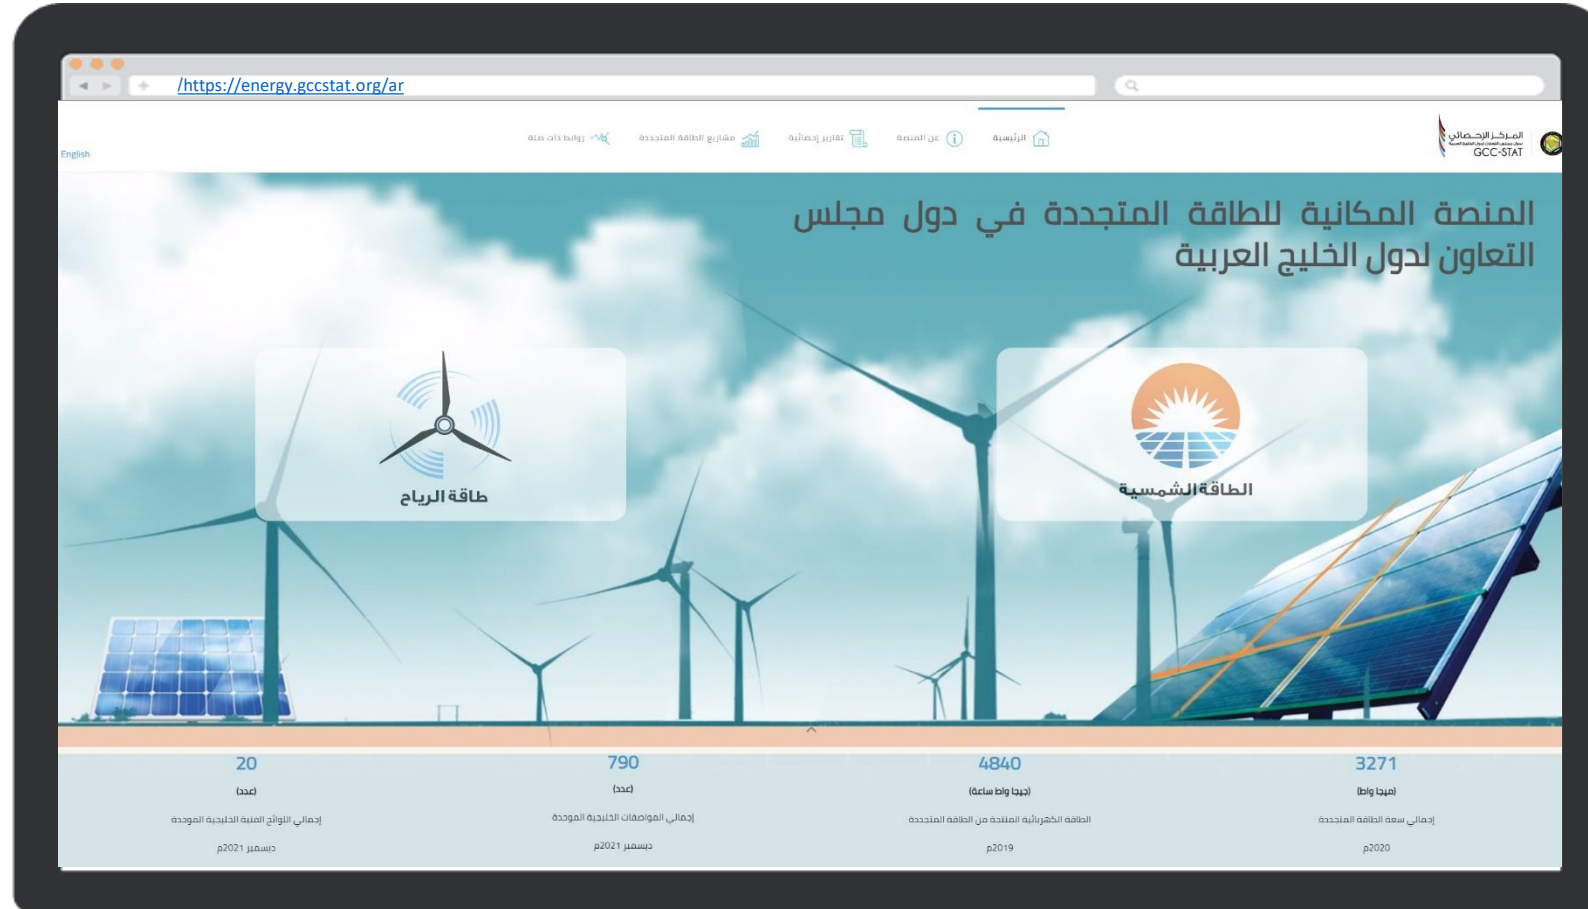 /https://energy.gccstat.org/ar
المركز الإحصائي
GCC-STAT
الرئيسية
عن المنصة
تقارير إحصائية
مشاريع الطاقة المتجددة
روابط ذات صلة
English
المنصة المكانية للطاقة المتجددة في دول مجلس
التعاون لدول الخليج العربية
الطاقة الشمسية
طاقة الرياح
3271
(ميجا واط)
إجمالي سعة الطاقة المتجددة
2020م
4840
(جيجا واط ساعة)
الطاقة الكهربائية المنتجة من الطاقة المتجددة
2019م
790
(عدد)
إجمالي المواصفات الخليجية الموحدة
ديسمبر 2021م
20
(عدد)
إجمالي اللوائح الفنية الخليجية الموحدة
ديسمبر 2021م